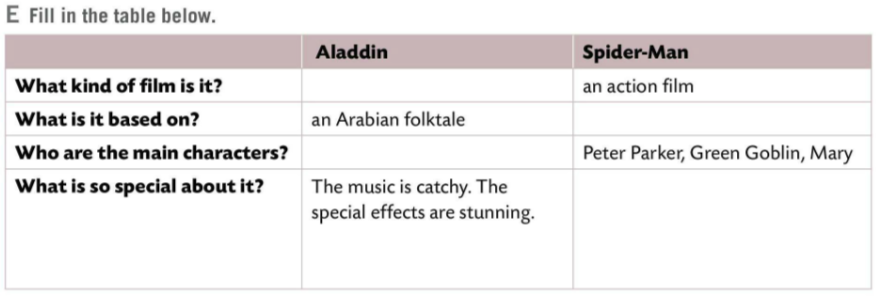 E Fill in the table below.
Aladdin Spider-Man
What kind of film is it? an action film
What is it based on? an Arabian folktale
Who are the main characters? Peter Parker, Green Goblin, Mary
What is so special about it? The music is catchy. The
special effects are stunning.